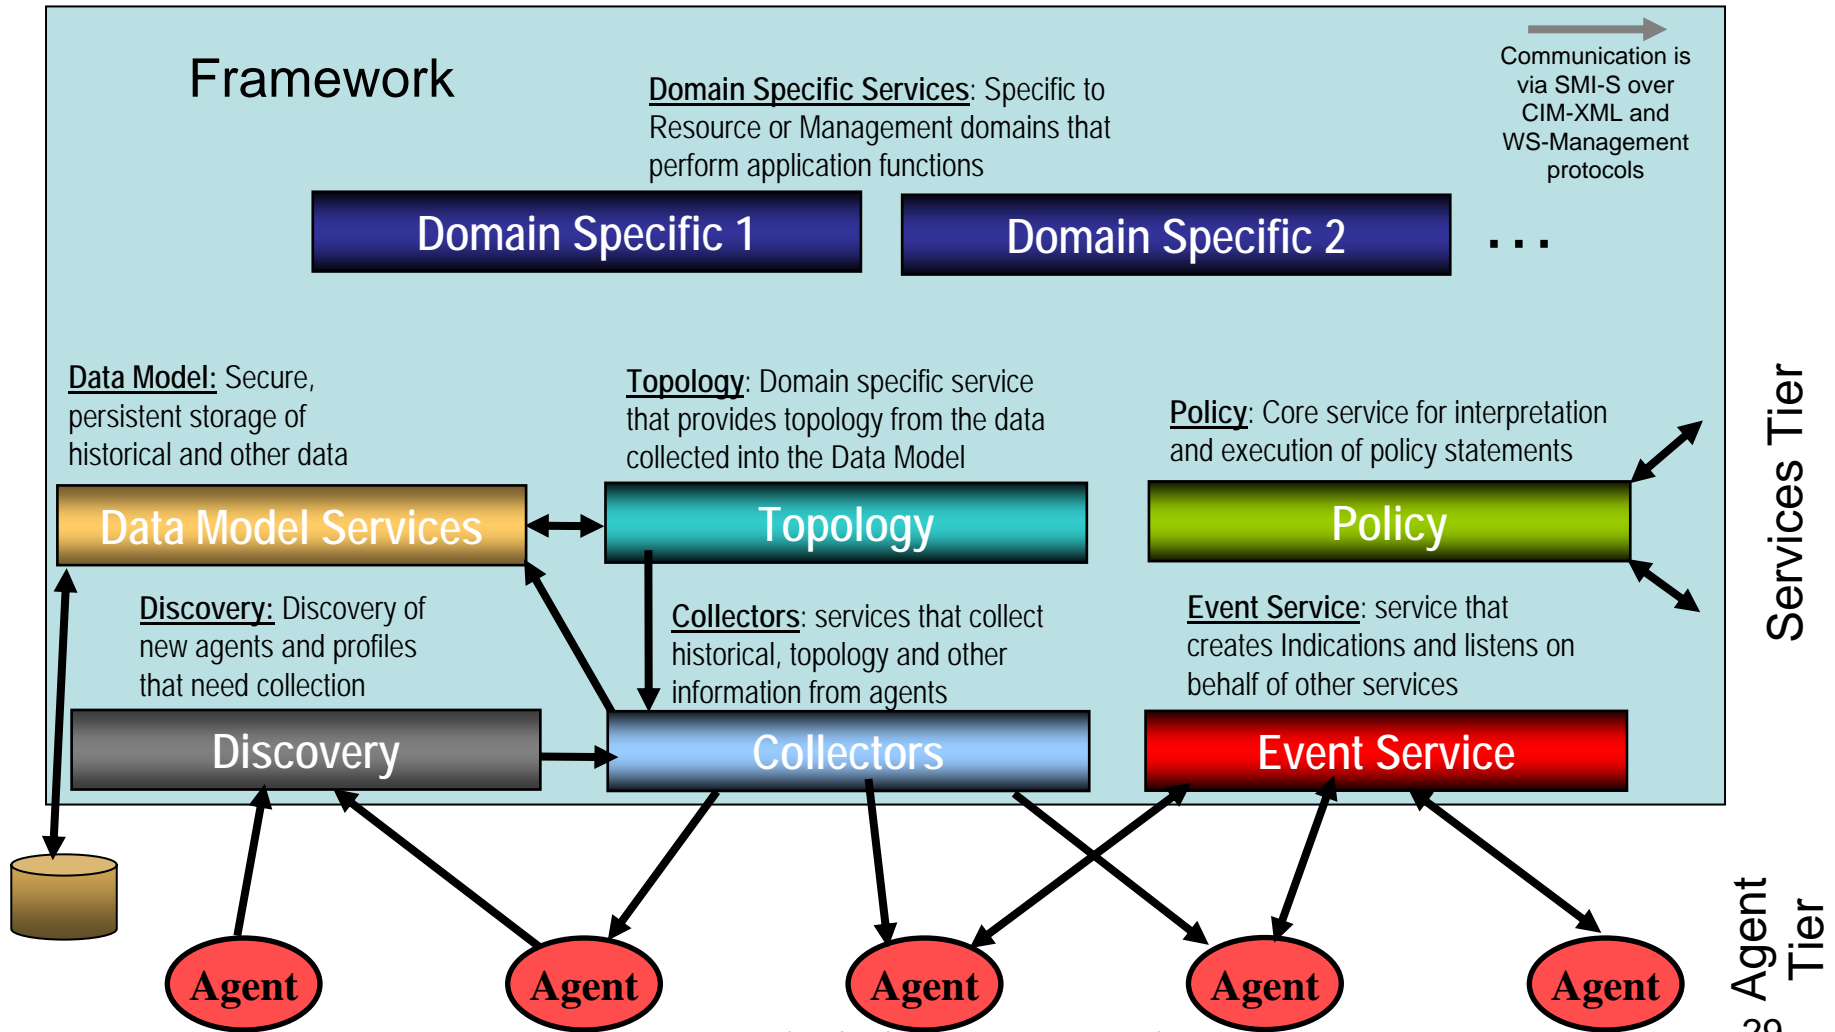 Framework
Communication is
via SMI-S over
CIM-XML and
WS-Management
protocols
Domain Specific Services: Specific to
Resource or Management domains that
perform application functions
Domain Specific 1
Domain Specific 2
...
Data Model: Secure,
persistent storage of
historical and other data
Topology: Domain specific service
that provides topology from the data
collected into the Data Model
Policy: Core service for interpretation
and execution of policy statements
Data Model Services
Topology
Policy
Services Tier
Discovery: Discovery of
new agents and profiles
that need collection
Collectors: services that collect
historical, topology and other
information from agents
Event Service: service that
creates Indications and listens on
behalf of other services
Discovery
Collectors
Event Service
Agent
Agent
Agent
Agent
Agent
Agent
Tier
29